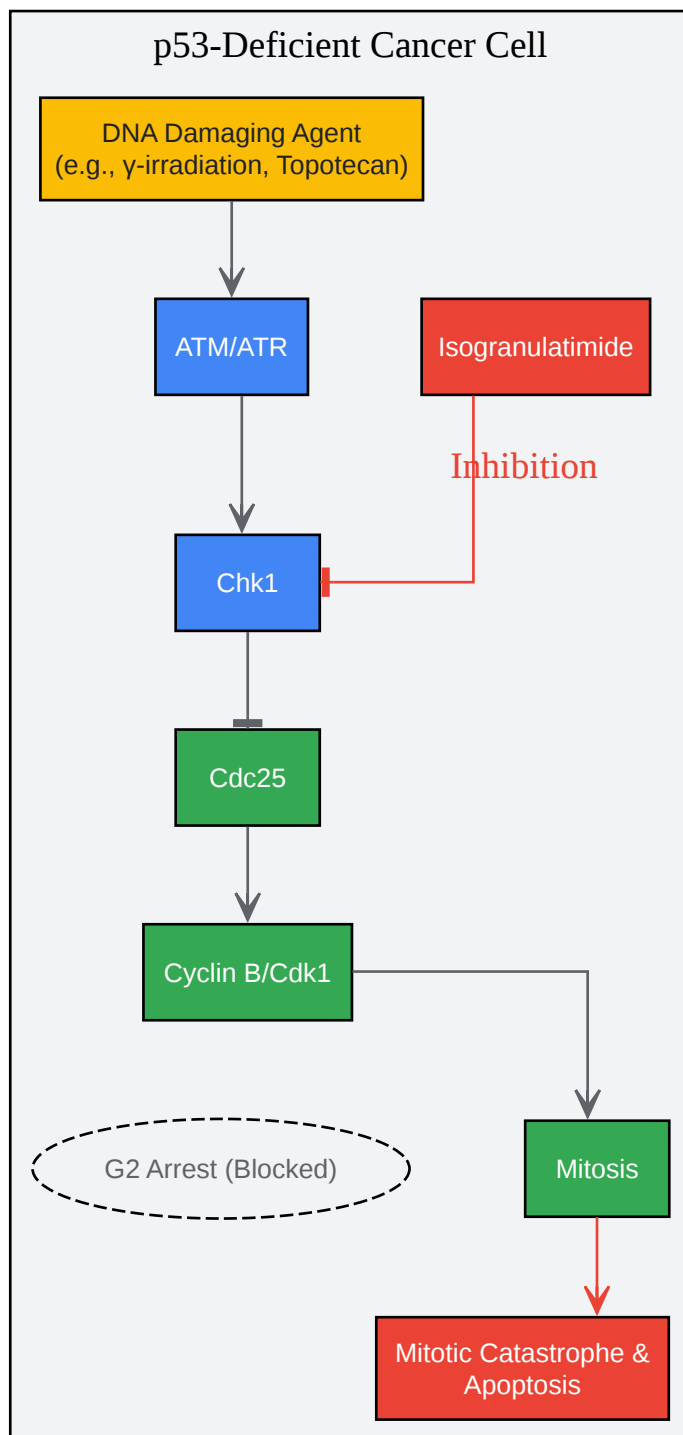 p53-Deficient Cancer Cell
DNA Damaging Agent
(e.g., γ-irradiation, Topotecan)
ATM/ATR
Isogranulatimide
Inhibition
Chk1
Cdc25
Cyclin B/Cdk1
G2 Arrest (Blocked)
Mitosis
Mitotic Catastrophe &
Apoptosis